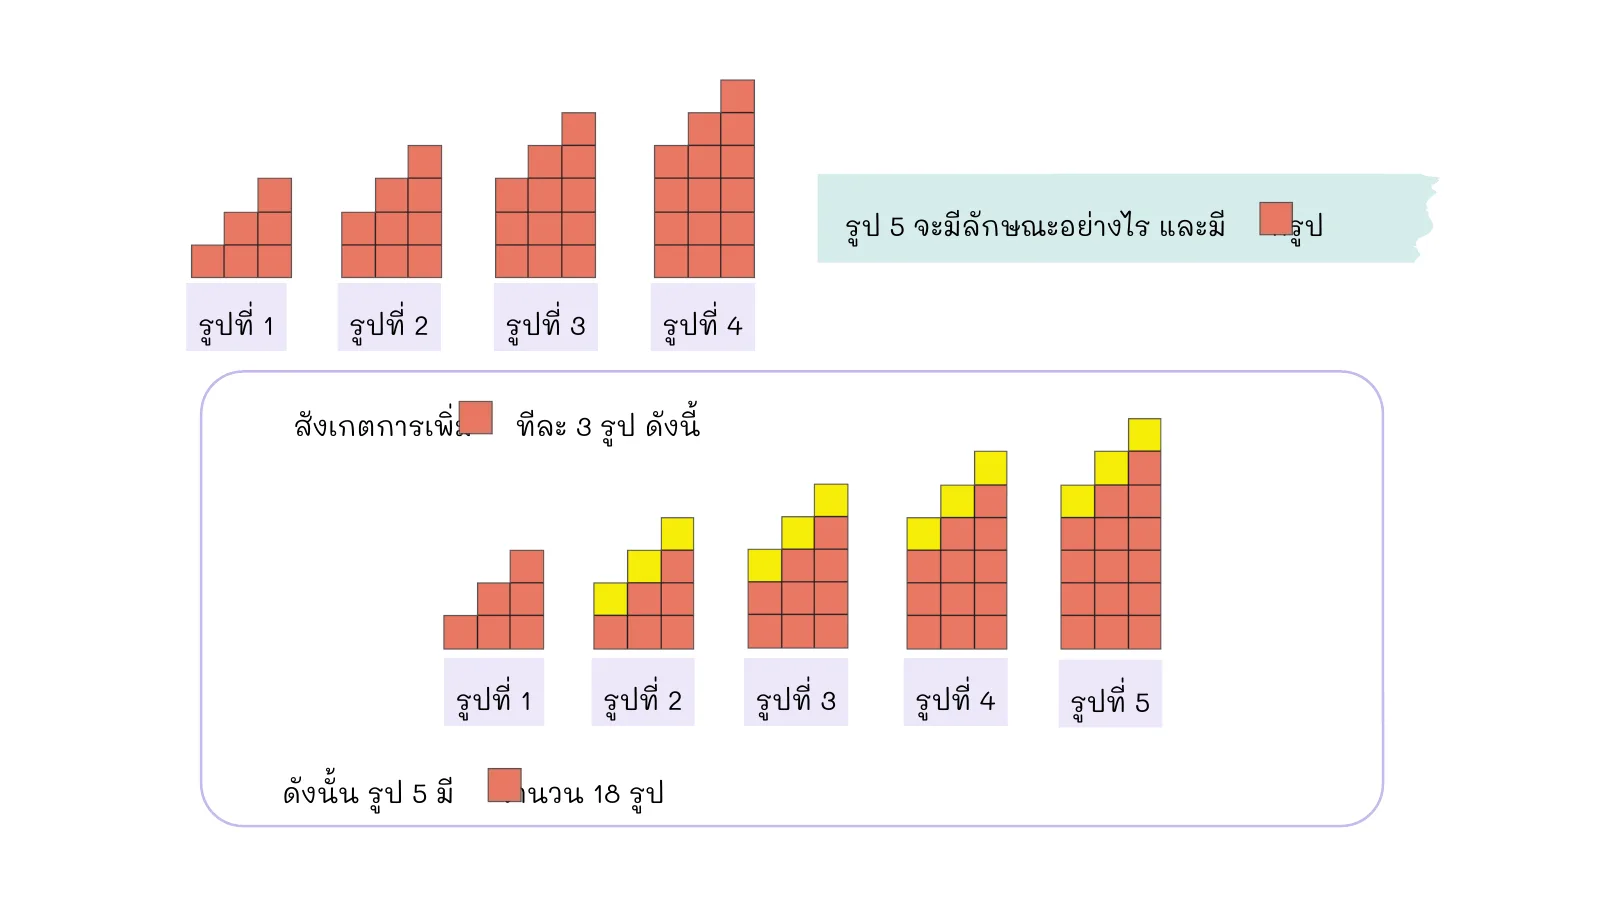 รูป 5 จะมีลักษณะอย่างไร และมี รูป
รูปที่ 1
รูปที่ 2
รูปที่ 3
รูปที่ 4
สังเกตการเพิ่ม ทีละ 3 รูป ดังนี้
รูปที่ 1
รูปที่ 2
รูปที่ 3
รูปที่ 4
รูปที่ 5
ดังนั้น รูป 5 มี จำนวน 18 รูป